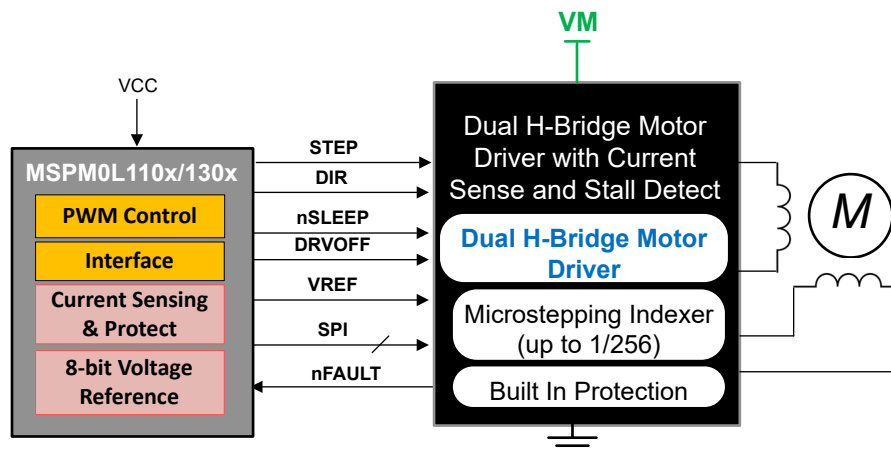 VM
VCC
MSPM0L110x/130x
PWM Control
Interface
Current Sensing
& Protect
8-bit Voltage
Reference
STEP
DIR
nSLEEP
DRVOFF
VREF
SPI
nFAULT
Dual H-Bridge Motor
Driver with Current
Sense and Stall Detect
Dual H-Bridge Motor
Driver
Microstepping Indexer
(up to 1/256)
Built In Protection
M